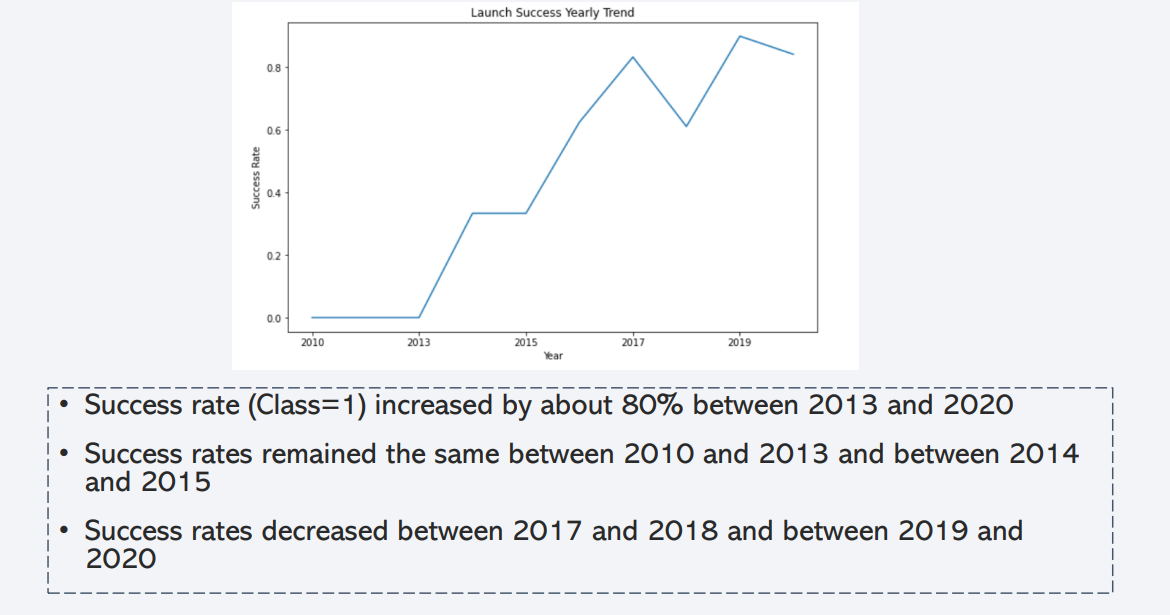 Launch Success Yearly Trend
Success Rate
0.8
0.6
0.4
0.2
0.0
2010 2013 2015 2017 2019
Year
• Success rate (Class=1) increased by about 80% between 2013 and 2020
• Success rates remained the same between 2010 and 2013 and between 2014
and 2015
• Success rates decreased between 2017 and 2018 and between 2019 and
2020